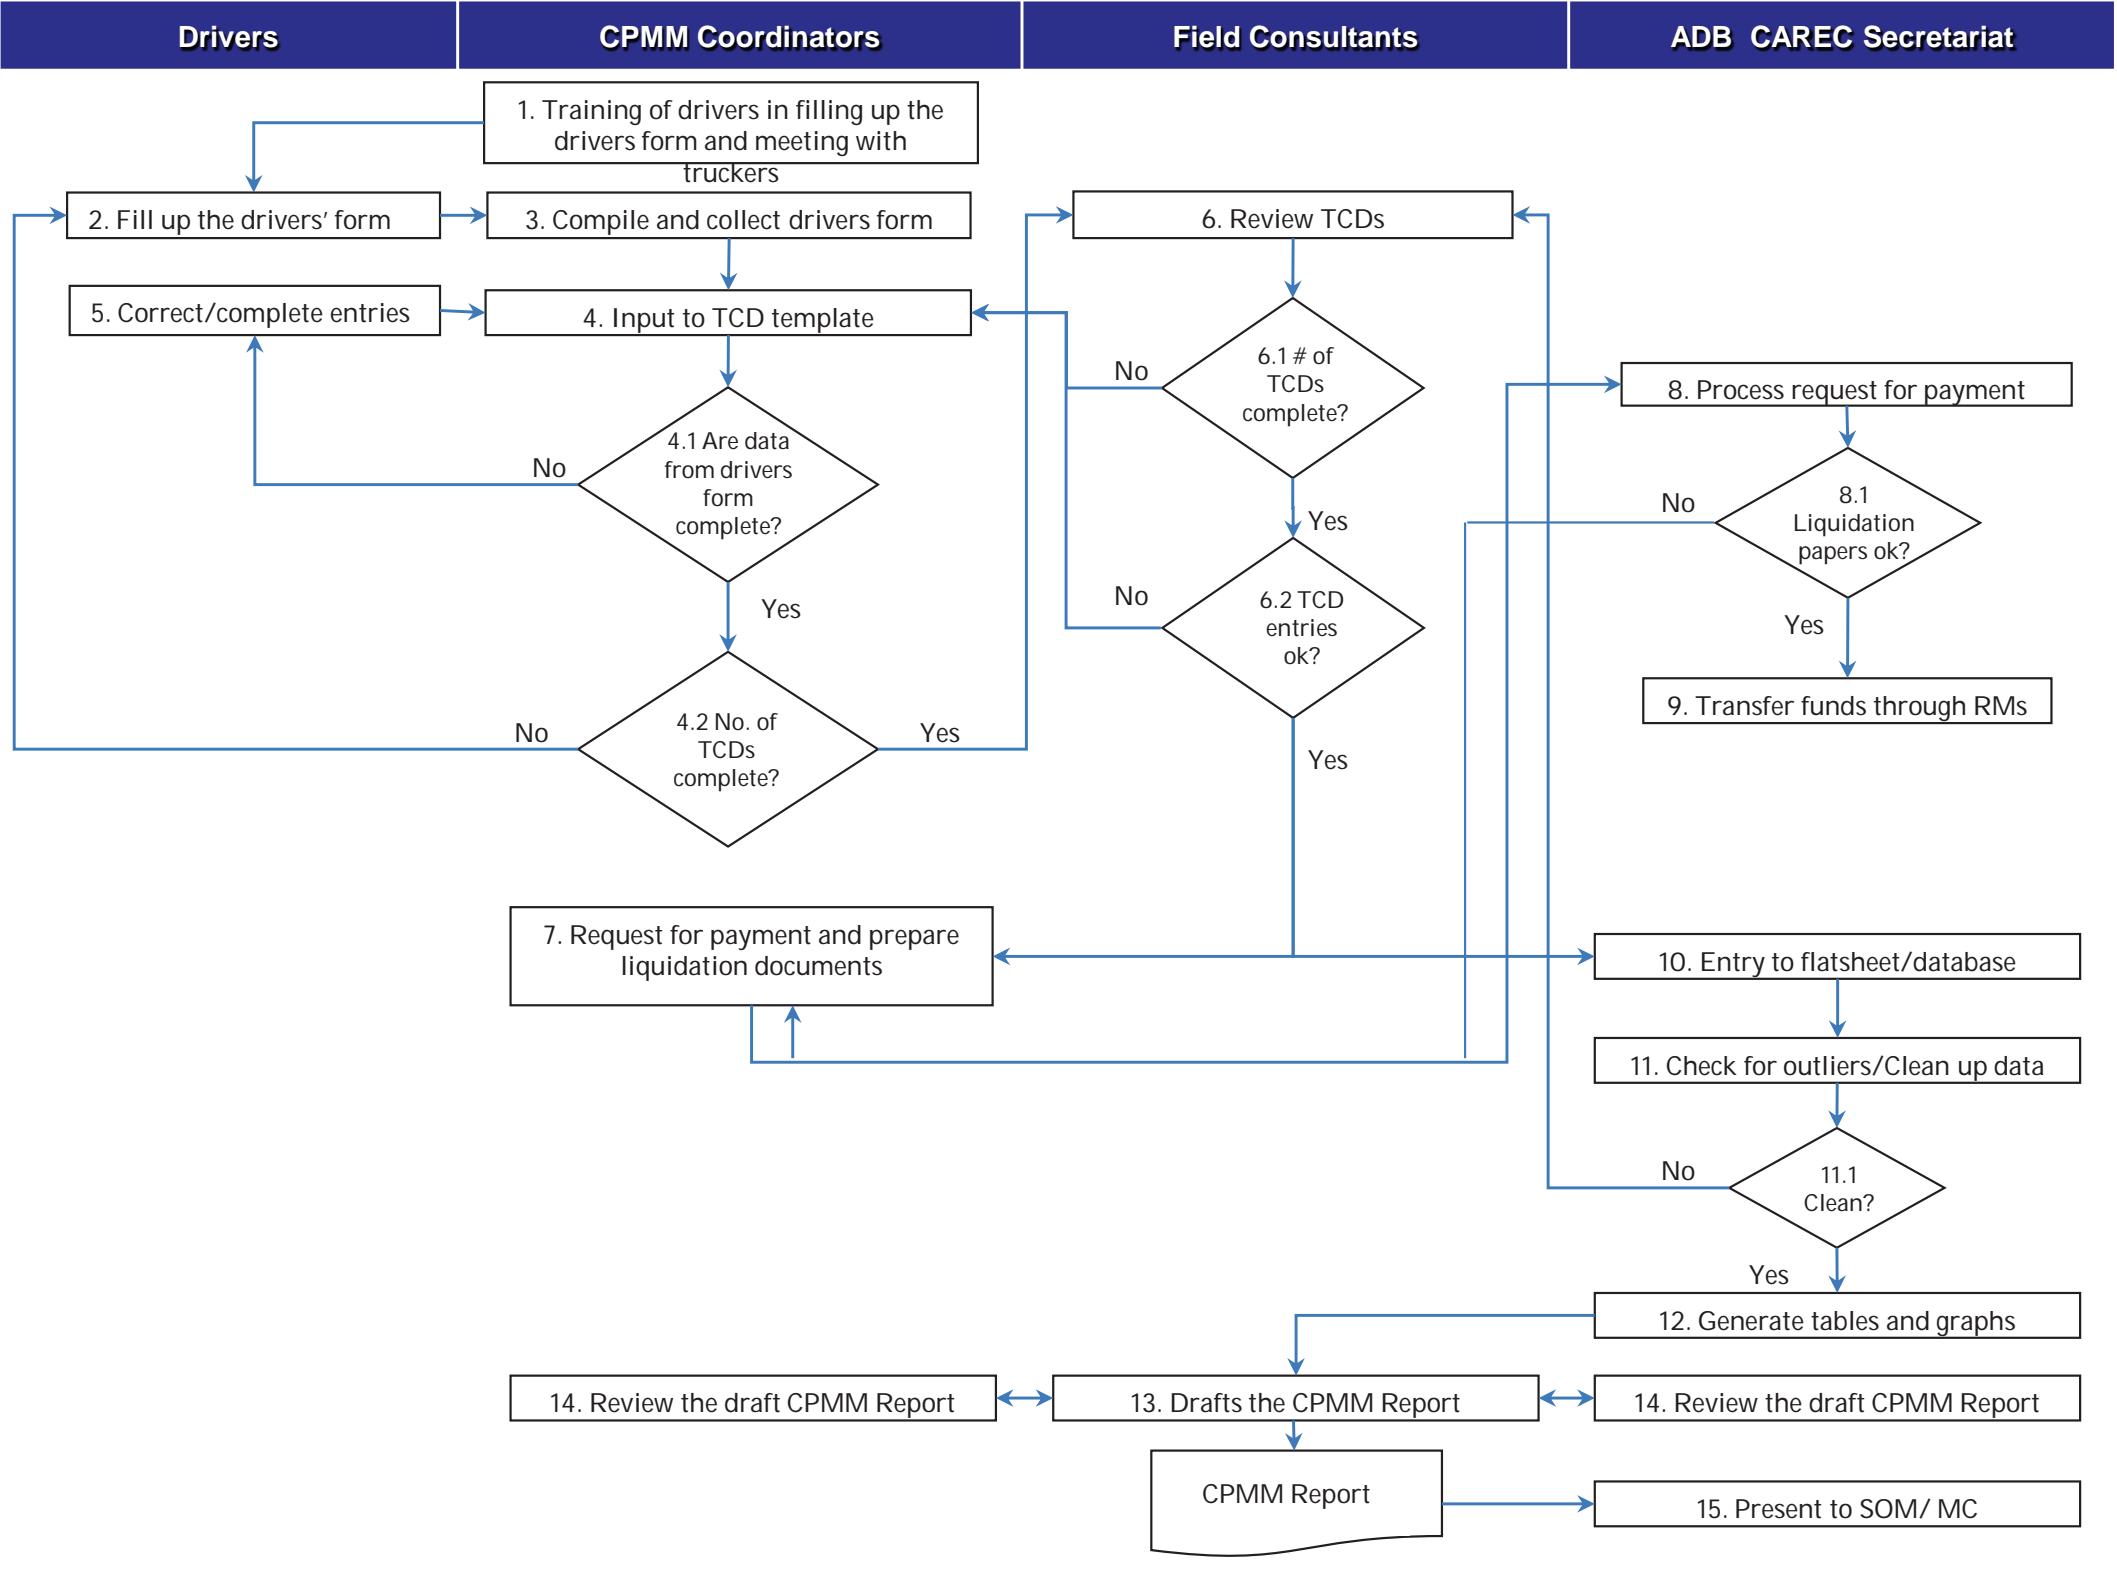 Drivers
CPMM Coordinators
Field Consultants
ADB CAREC Secretariat
1. Training of drivers in filling up the
drivers form and meeting with
truckers
2. Fill up the drivers' form
3. Compile and collect drivers form
6. Review TCDs
5. Correct/complete entries
4. Input to TCD template
6.1 # of
TCDs
complete?
No
8. Process request for payment
4.1 Are data
from drivers
form
complete?
No
Yes
8.1
Liquidation
papers ok?
No
Yes
6.2 TCD
entries
ok?
No
Yes
9. Transfer funds through RMs
4.2 No. of
TCDs
complete?
No
Yes
Yes
7. Request for payment and prepare
liquidation documents
10. Entry to flatsheet/database
11. Check for outliers/Clean up data
11.1
Clean?
No
Yes
12. Generate tables and graphs
14. Review the draft CPMM Report
13. Drafts the CPMM Report
14. Review the draft CPMM Report
CPMM Report
15. Present to SOM/ MC